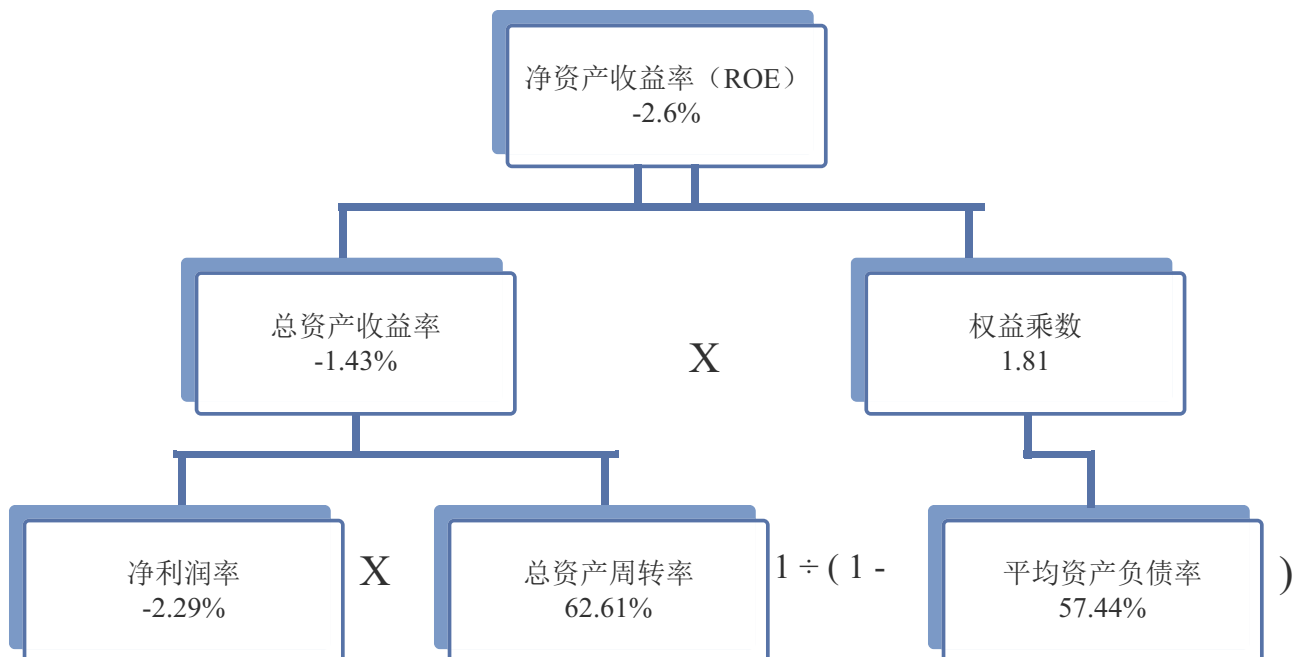 净资产收益率（ROE）
-2.6%
总资产收益率
-1.43%
X
权益乘数
1.81
净利润率
-2.29%
X
总资产周转率
62.61%
1 ÷ ( 1 -
平均资产负债率
57.44%
)